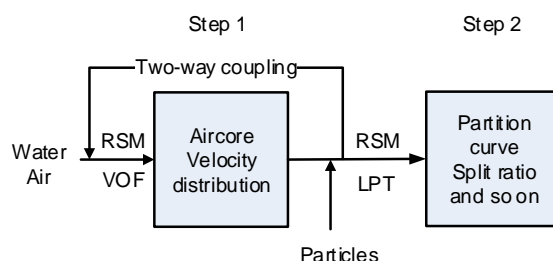 Step 1
Step 2
Two-way coupling
Water
Air
RSM
VOF
Aircore
Velocity
distribution
RSM
LPT
Partition
curve
Split ratio
and so on
Particles